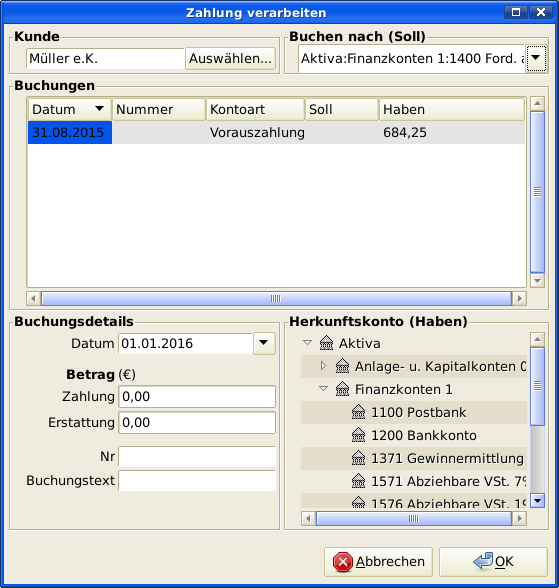 Zahlung verarbeiten
Kunde
Müller e.K.
Auswählen...
Buchen nach (Soll)
Aktiva:Finanzkonten 1:1400 Ford. a
Buchungen
Datum Nummer Kontoart Soll Haben
31.08.2015 Vorauszahlung 684,25
Buchungsdetails
Datum 01.01.2016
Betrag (€)
Zahlung 0,00
Erstattung 0,00
Nr
Buchungstext
Herkunftskonto (Haben)
Aktiva
Anlage- u. Kapitalkonten 0
Finanzkonten 1
1100 Postbank
1200 Bankkonto
1371 Gewinnermittlung
1571 Abziehbare VSt. 7%
1576 Abziehbare VSt. 19
Abbrechen
OK